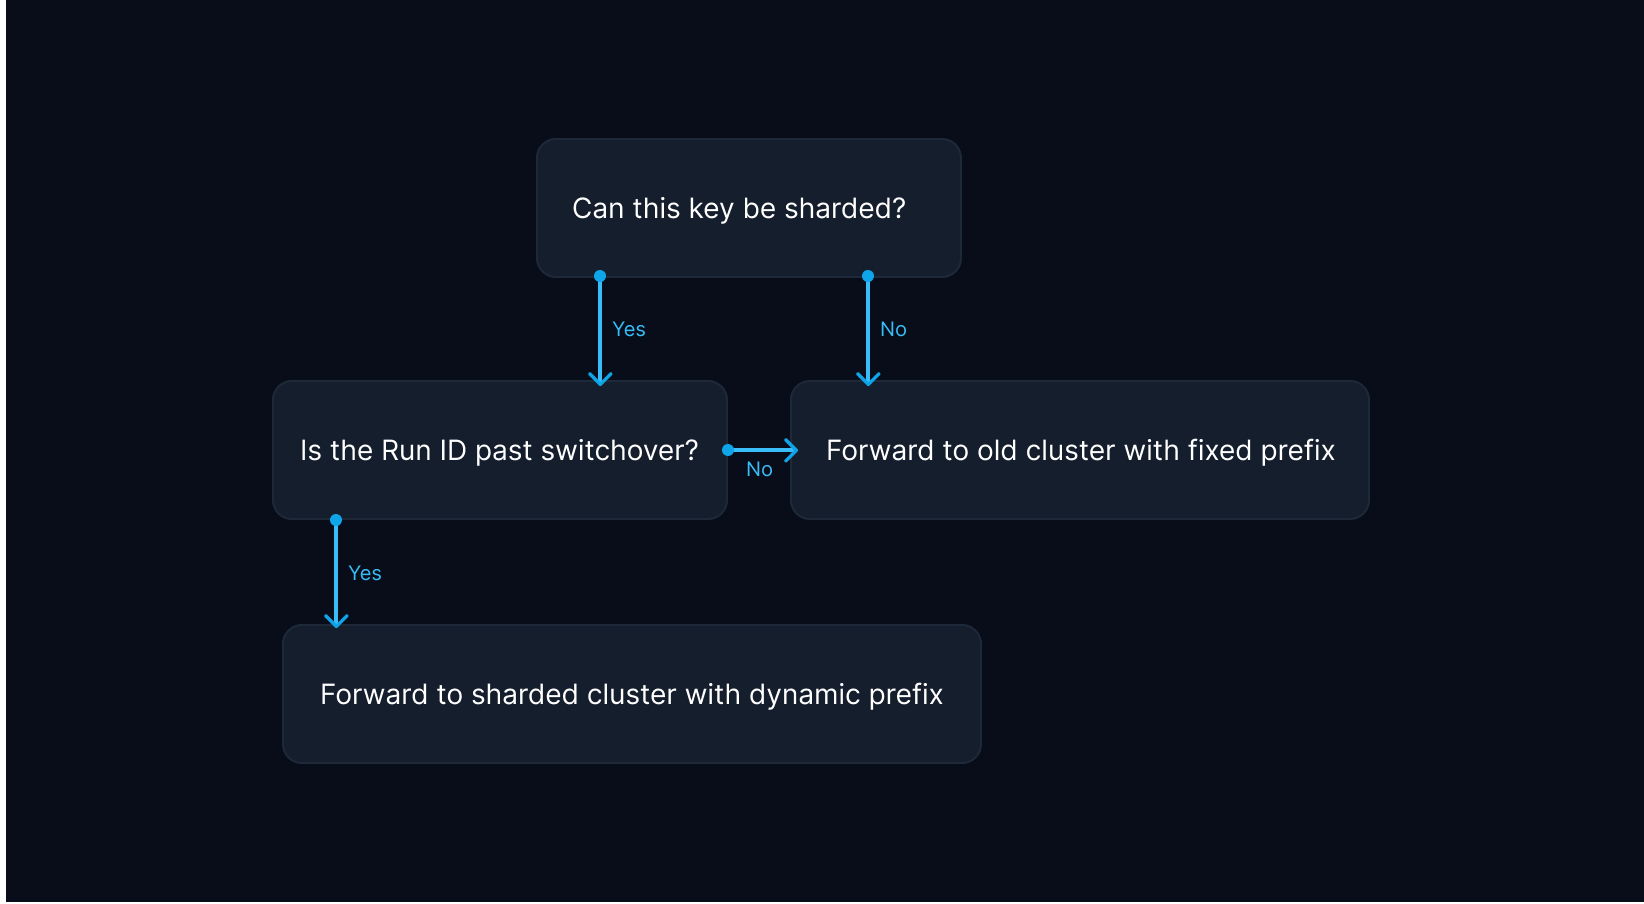 Can this key be sharded?
Yes
No
Is the Run ID past switchover?
No
Forward to old cluster with fixed prefix
Yes
Forward to sharded cluster with dynamic prefix